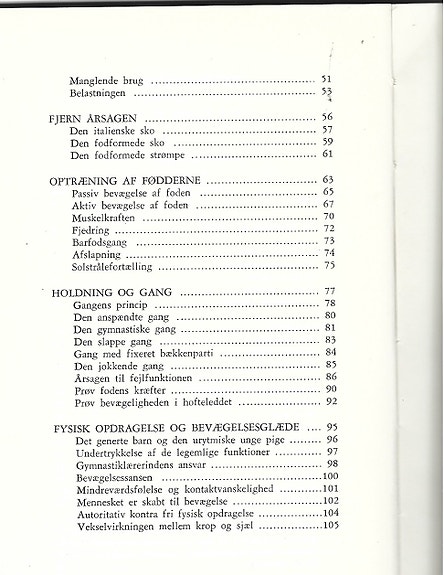 Manglende brug ........ 51
Belastningen ........ 53
FJERN ÅRSAGEN ........ 56
Den italienske sko ........ 57
Den fodformede sko ........ 59
Den fodformede strømpe ........ 61
OPTRÆNING AF FØDDERNE ........ 63
Passiv bevægelse af foden ........ 65
Aktiv bevægelse af foden ........ 67
Muskelkraften ........ 70
Fjedring ........ 72
Barfodsgang ........ 73
Afslapning ........ 74
Solstrålefortælling ........ 75
HOLDNING OG GANG ........ 77
Gangens princip ........ 78
Den anspændte gang ........ 80
Den gymnastiske gang ........ 81
Den slappe gang ........ 83
Gang med fixeret bækkenparti ........ 84
Den jokkende gang ........ 85
Årsagen til fejlfunktionen ........ 86
Prøv fodens kræfter ........ 90
Prøv bevægeligheden i hofteleddet ........ 92
FYSISK OPDRAGELSE OG BEVÆGELSESGLÆDE .... 95
Det generte barn og den urytmiske unge pige ........ 96
Undertrykkelse af de legemlige funktioner ........ 97
Gymnastiklærerindens ansvar ........ 98
Bevægelsessansen ........ 100
Mindreværdsfølelse og kontaktvanskelighed ........ 101
Mennesket er skabt til bevægelse ........ 102
Autoritativ kontra fri fysisk opdragelse ........ 104
Vekselvirkningen mellem krop og sjæl ........ 105